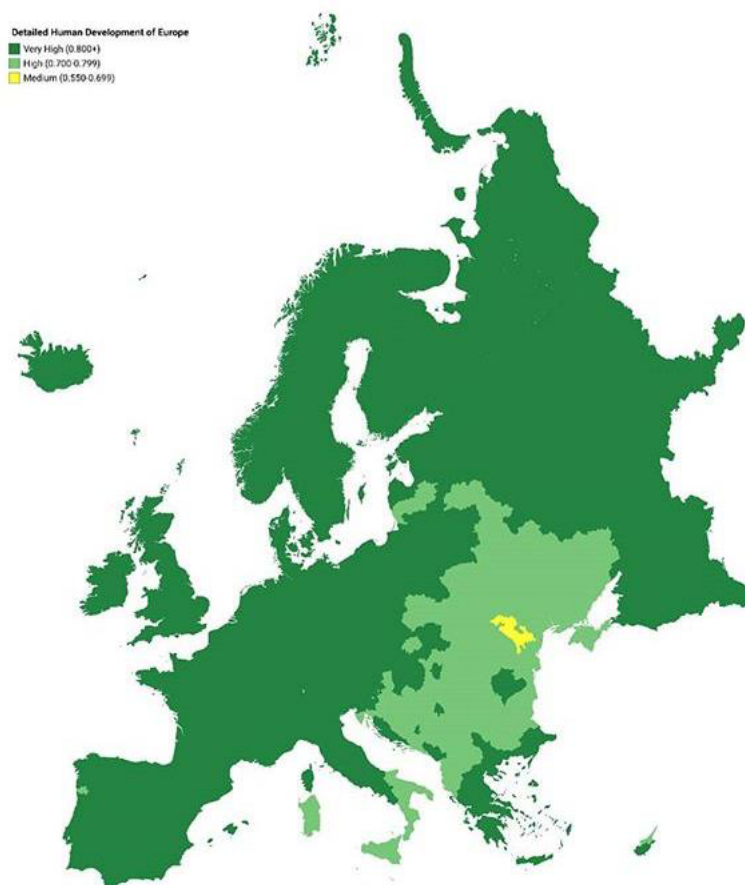 Detailed Human Development of Europe
Very High (0.800+)
High (0.700-0.799)
Medium (0.550-0.699)